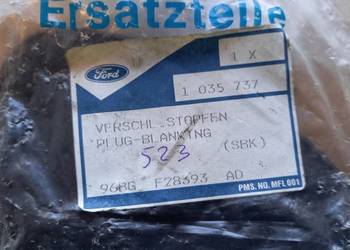 Ersatzteile
Ford
1 X
1 035 737
VERSCHL.STOPFEN
PLUG-BLANKING
523
(SBK)
96BG F28393 AD
PMS. NO. MFL001